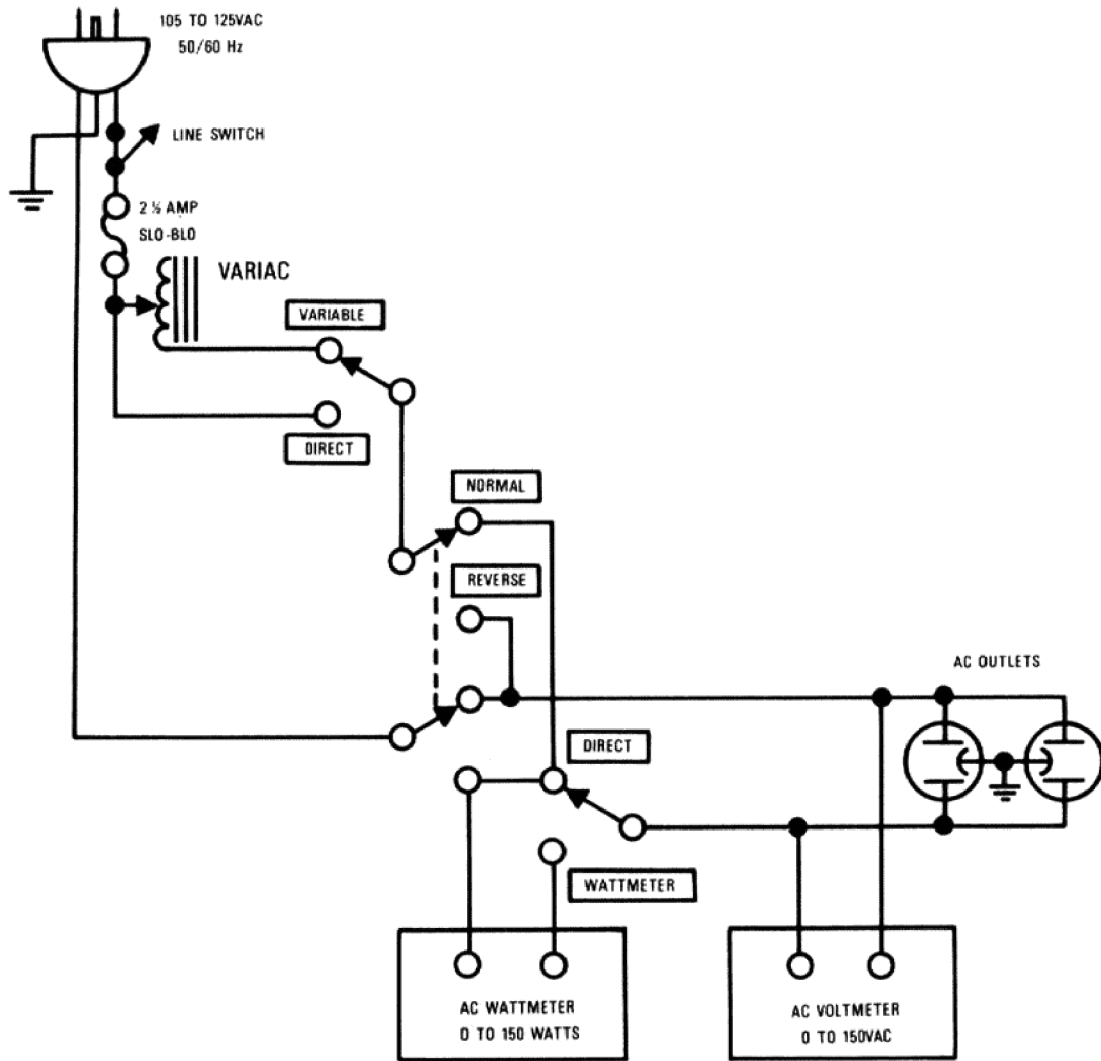 105 TO 125VAC
50/60 Hz
LINE SWITCH
2 ½ AMP
SLO-BLO
VARIAC
VARIABLE
DIRECT
NORMAL
REVERSE
AC OUTLETS
DIRECT
WATTMETER
AC WATTMETER
0 TO 150 WATTS
AC VOLTMETER
0 TO 150VAC